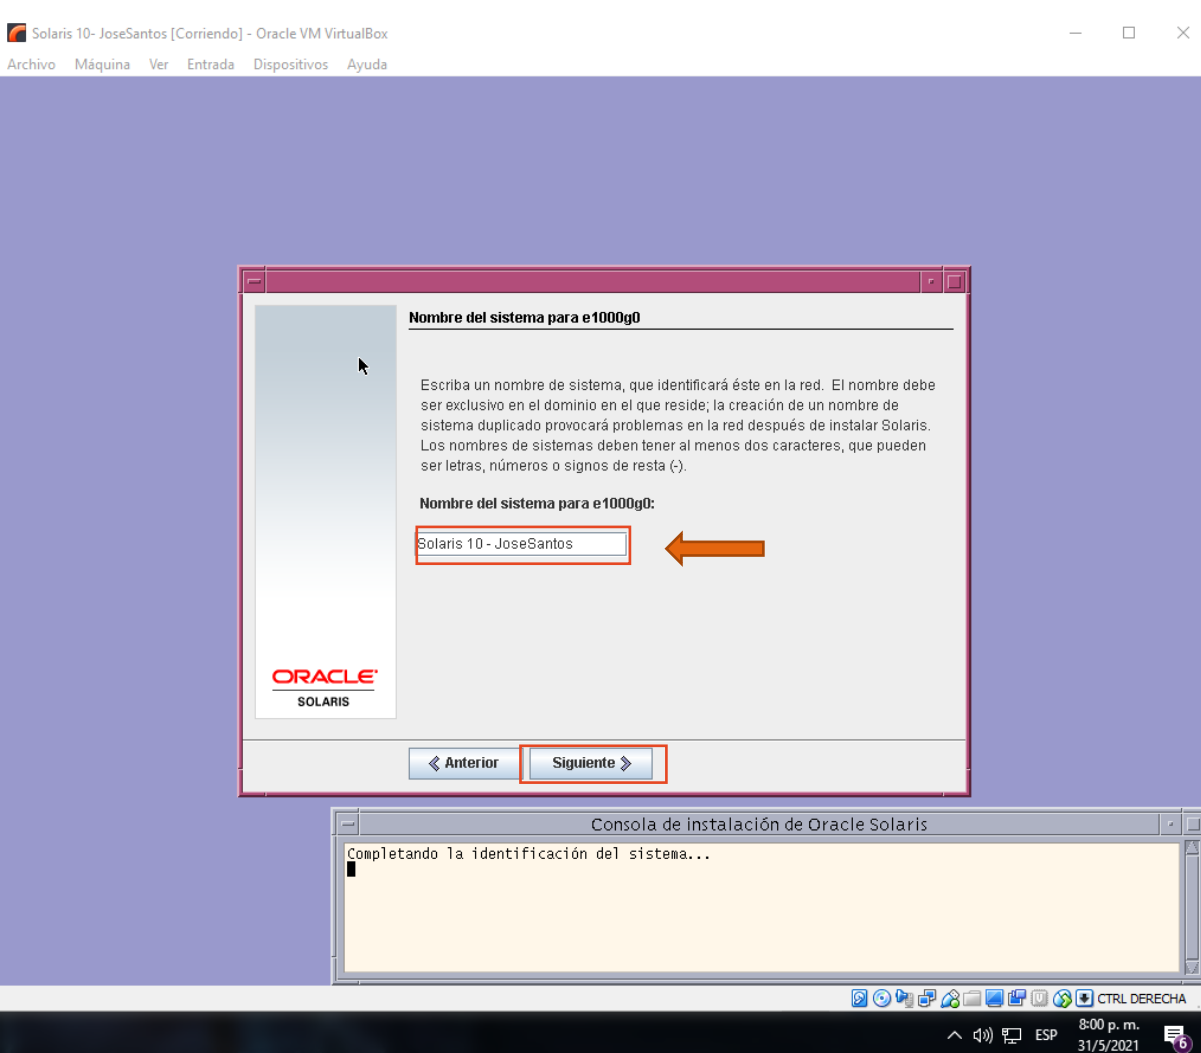 Solaris 10- JoseSantos [Corriendo] - Oracle VM VirtualBox
Archivo Máquina Ver Entrada Dispositivos Ayuda
Nombre del sistema para e1000g0
Escriba un nombre de sistema, que identificará éste en la red. El nombre debe
ser exclusivo en el dominio en el que reside; la creación de un nombre de
sistema duplicado provocará problemas en la red después de instalar Solaris.
Los nombres de sistemas deben tener al menos dos caracteres, que pueden
ser letras, números o signos de resta (-).
Nombre del sistema para e1000g0:
Solaris 10 - JoseSantos
ORACLE
SOLARIS
Anterior
Siguiente
Consola de instalación de Oracle Solaris
Completando la identificación del sistema...
CTRL DERECHA
ESP
8:00 p. m.
31/5/2021
6